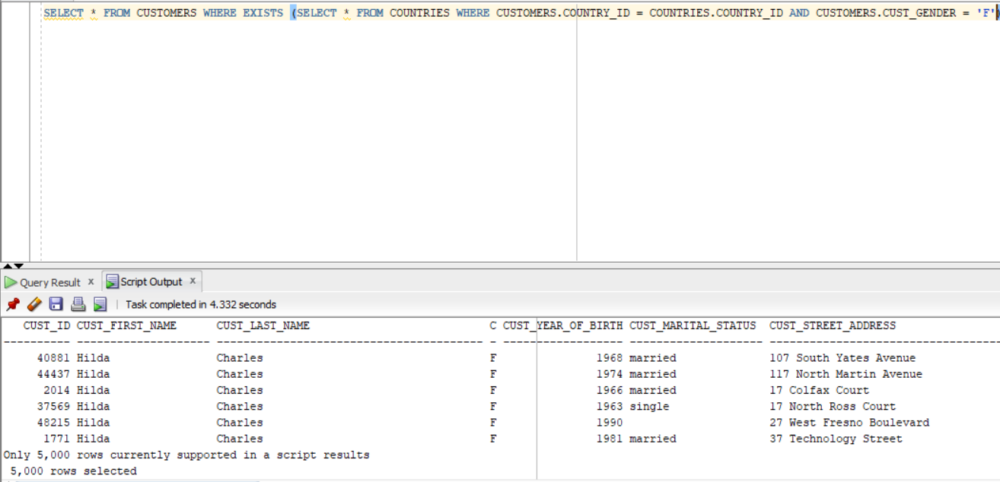 SELECT * FROM CUSTOMERS WHERE EXISTS (SELECT * FROM COUNTRIES WHERE CUSTOMERS.COUNTRY_ID = COUNTRIES.COUNTRY_ID AND CUSTOMERS.CUST_GENDER = 'F')
Query Result x Script Output x
Task completed in 4.332 seconds
CUST_ID CUST_FIRST_NAME CUST_LAST_NAME C CUST_YEAR_OF_BIRTH CUST_MARITAL_STATUS CUST_STREET_ADDRESS
40881 Hilda Charles F 1968 married 107 South Yates Avenue
44437 Hilda Charles F 1974 married 117 North Martin Avenue
2014 Hilda Charles F 1966 married 17 Colfax Court
37569 Hilda Charles F 1963 single 17 North Ross Court
48215 Hilda Charles F 1990 27 West Fresno Boulevard
1771 Hilda Charles F 1981 married 37 Technology Street
Only 5,000 rows currently supported in a script results
5,000 rows selected